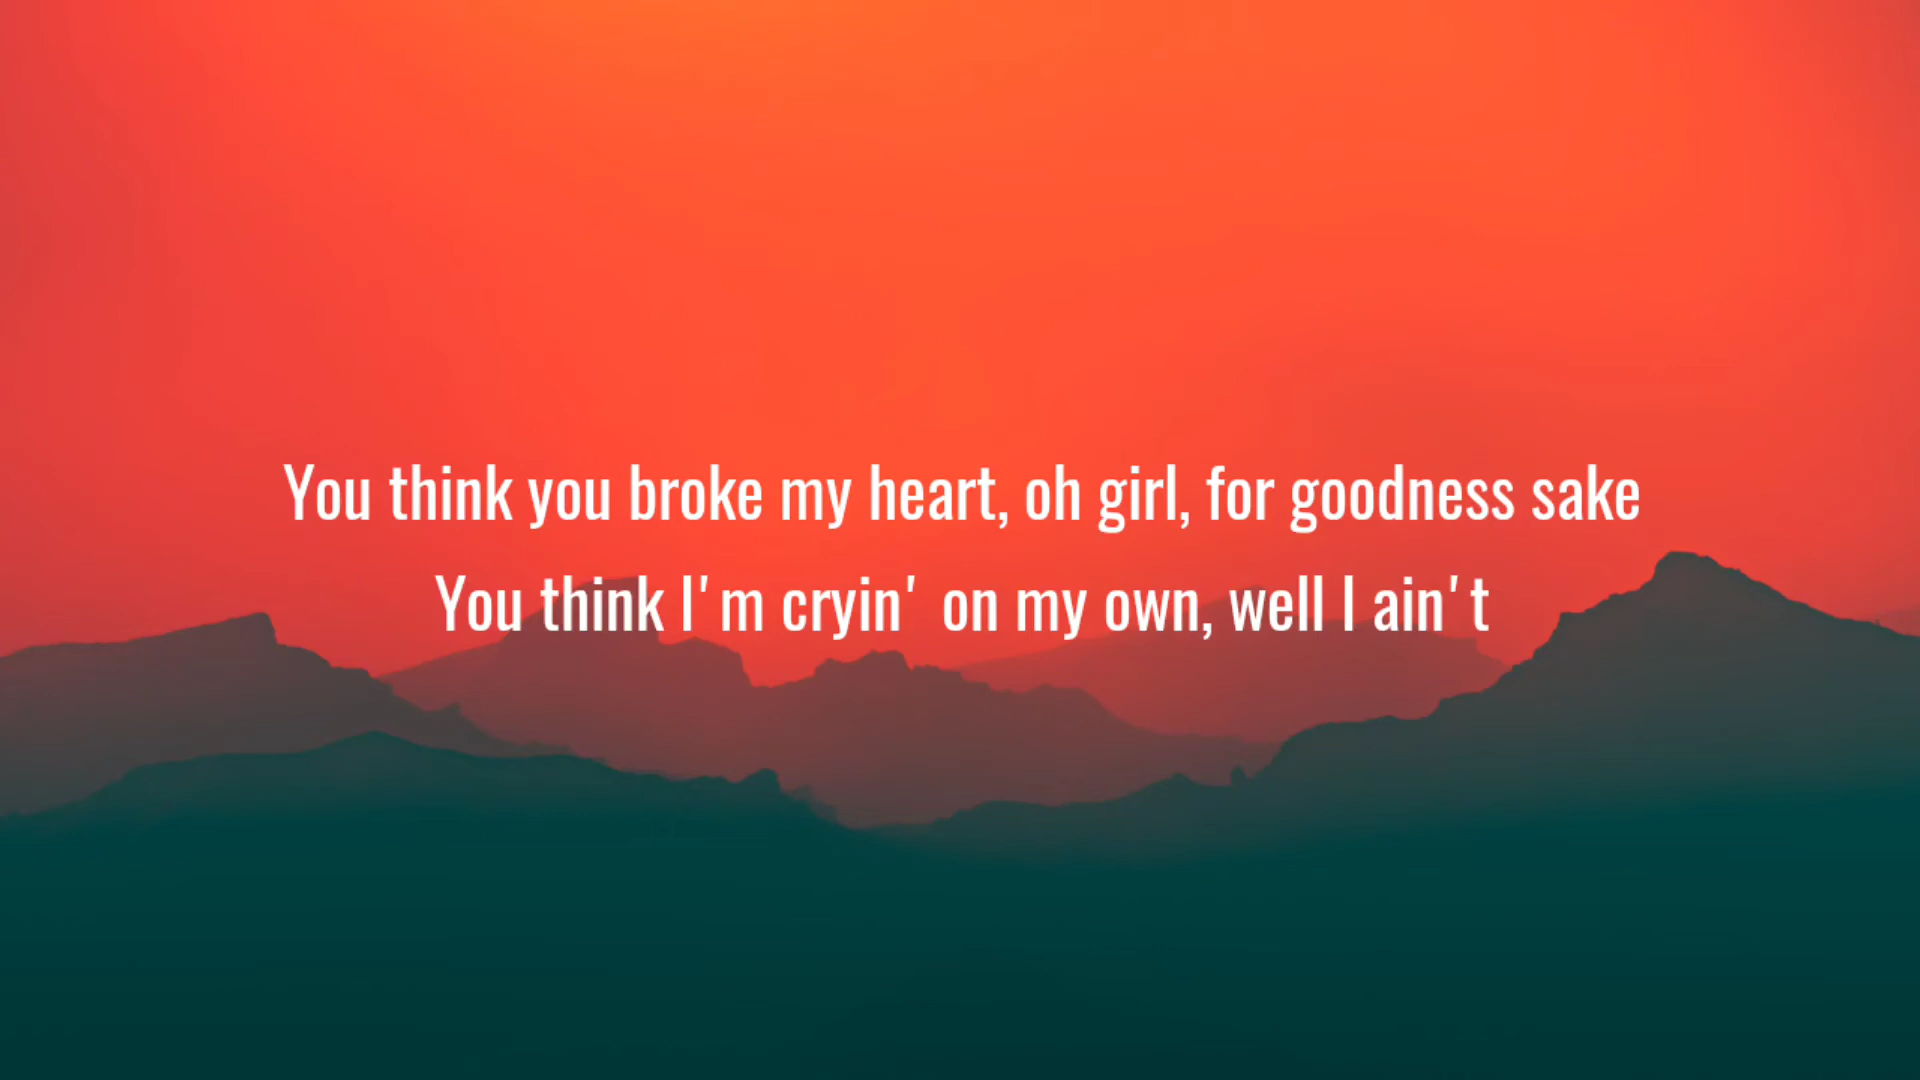 You think you broke my heart, oh girl, for goodness sake
You think I'm cryin' on my own, well I ain't